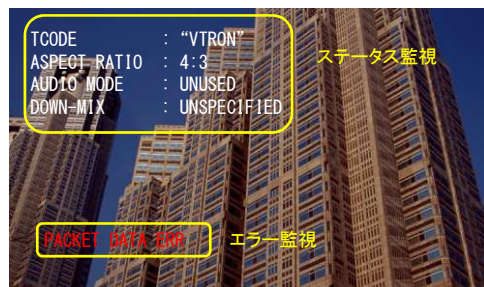 TCODE : “VTRON”
ASPECT RATIO : 4:3
AUDIO MODE : UNUSED
DOWN-MIX : UNSPECIFIED
ステータス監視
PACKET DATA ERR
エラー監視